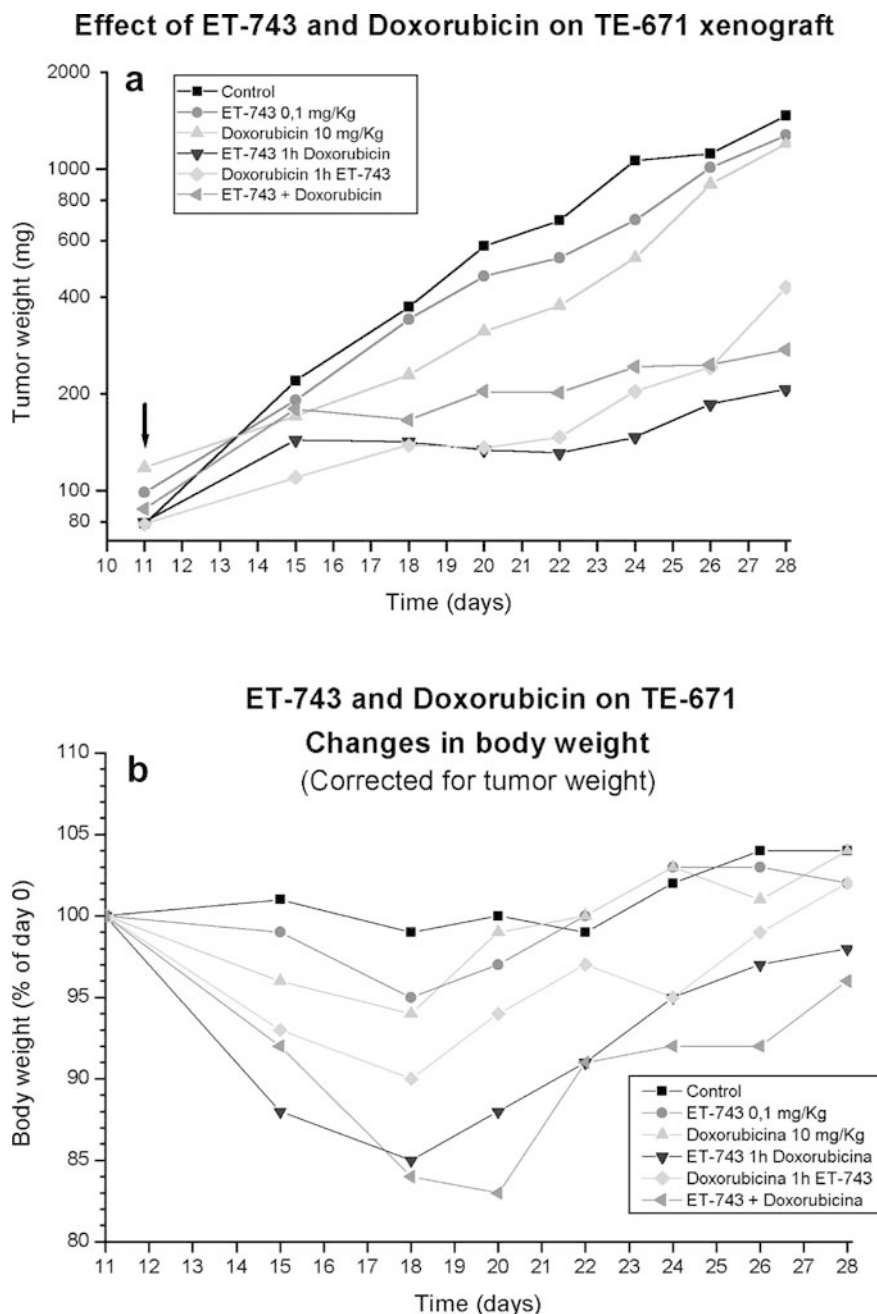 Effect of ET-743 and Doxorubicin on TE-671 xenograft
a
Control
ET-743 0,1 mg/Kg
Doxorubicin 10 mg/Kg
ET-743 1h Doxorubicin
Doxorubicin 1h ET-743
ET-743 + Doxorubicin
Tumor weight (mg)
2000
1000
800
600
400
200
100
80
10 11 12 13 14 15 16 17 18 19 20 21 22 23 24 25 26 27 28
Time (days)
ET-743 and Doxorubicin on TE-671
Changes in body weight
(Corrected for tumor weight)
b
Body weight (% of day 0)
110
105
100
95
90
85
80
Control
ET-743 0,1 mg/Kg
Doxorubicina 10 mg/Kg
ET-743 1h Doxorubicina
Doxorubicina 1h ET-743
ET-743 + Doxorubicina
11 12 13 14 15 16 17 18 19 20 21 22 23 24 25 26 27 28
Time (days)